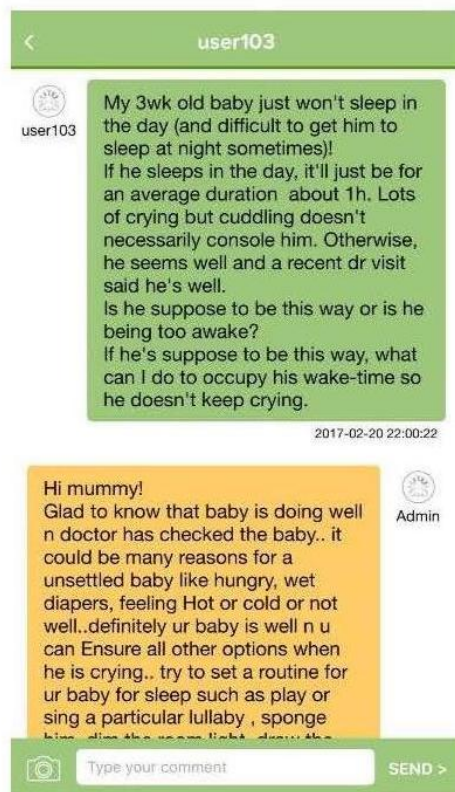 user103
user103
My 3wk old baby just won't sleep in
the day (and difficult to get him to
sleep at night sometimes)!
If he sleeps in the day, it'll just be for
an average duration  about 1h. Lots
of crying but cuddling doesn't
necessarily console him. Otherwise,
he seems well and a recent dr visit
said he's well.
Is he suppose to be this way or is he
being too awake?
If he's suppose to be this way, what
can I do to occupy his wake-time so
he doesn't keep crying.
2017-02-20 22:00:22
Admin
Hi mummy!
Glad to know that baby is doing well
n doctor has checked the baby.. it
could be many reasons for a
unsettled baby like hungry, wet
diapers, feeling Hot or cold or not
well..definitely ur baby is well n u
can Ensure all other options when
he is crying.. try to set a routine for
ur baby for sleep such as play or
sing a particular lullaby , sponge
him, dim the room light, draw the
Type your comment
SEND >